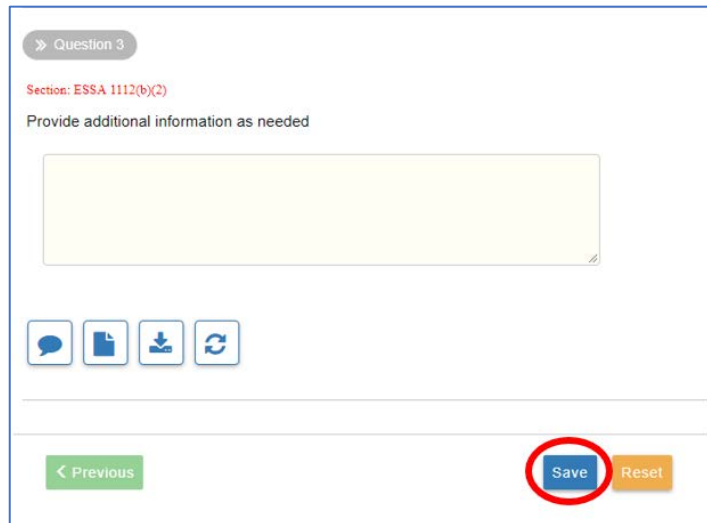 Question 3
Section: ESSA 1112(b)(2)
Provide additional information as needed
Previous
Save
Reset